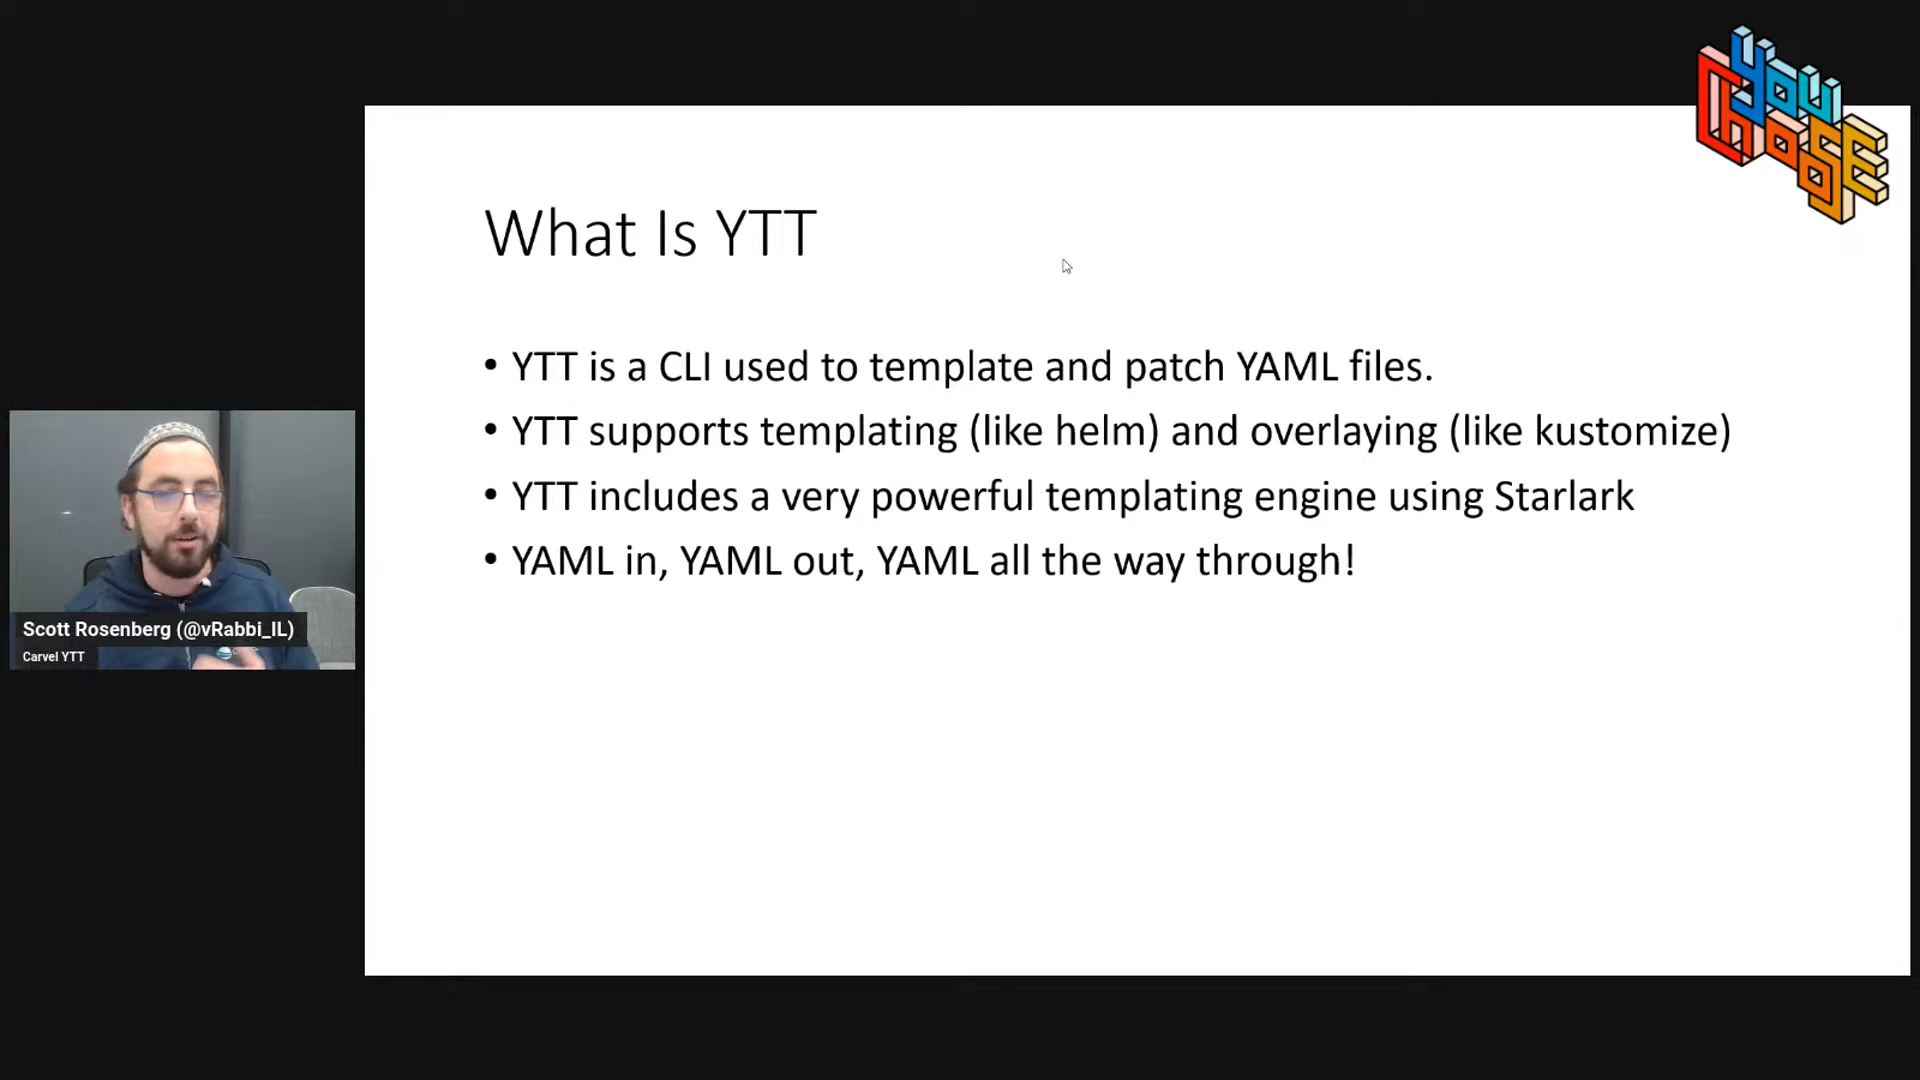 You
Choose
What Is YTT
• YTT is a CLI used to template and patch YAML files.
• YTT supports templating (like helm) and overlaying (like kustomize)
• YTT includes a very powerful templating engine using Starlark
• YAML in, YAML out, YAML all the way through!
Scott Rosenberg (@vRabbi_IL)
Carvel YTT